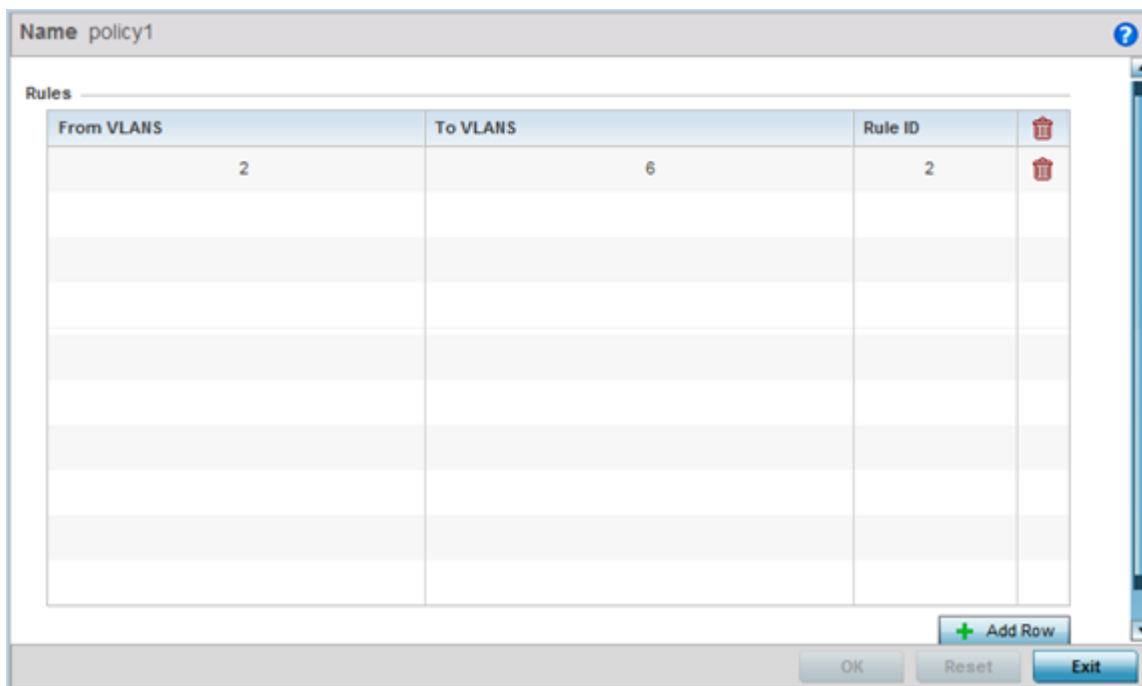 Name policy1
?
Rules
From VLANS To VLANS Rule ID
2 6 2
+ Add Row
OK Reset Exit